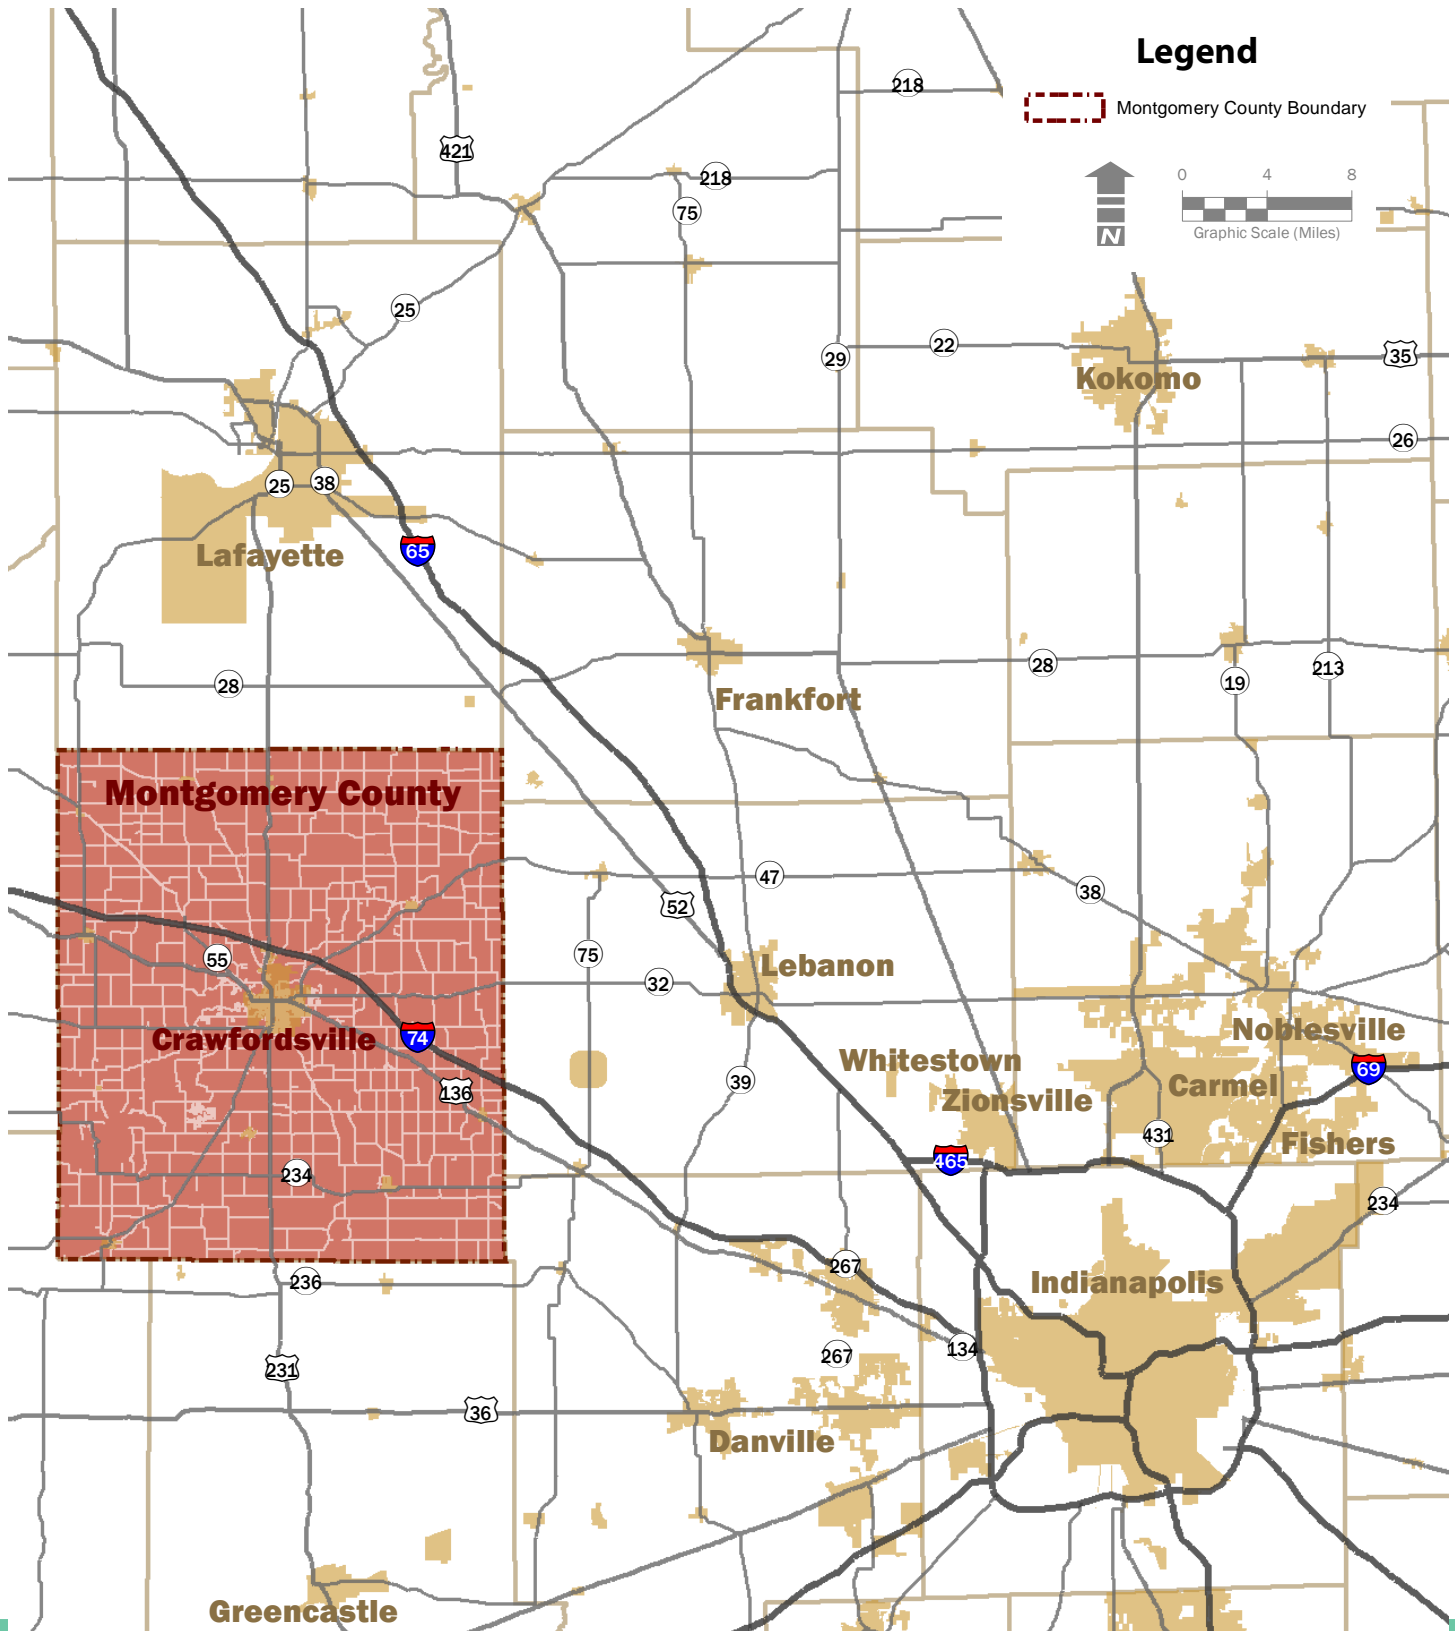 Legend
218
Montgomery County Boundary
421
0 4 8
218
75
N
Graphic Scale (Miles)
25
22
29
35
Kokomo
26
25
38
65
Lafayette
28
213
28
19
Frankfort
Montgomery County
47
38
52
55
75
Lebanon
32
Noblesville
Crawfordsville
74
Whitestown
69
39
Carmel
136
Zionsville
431
Fishers
465
234
234
267
236
Indianapolis
134
267
231
36
Danville
Greencastle